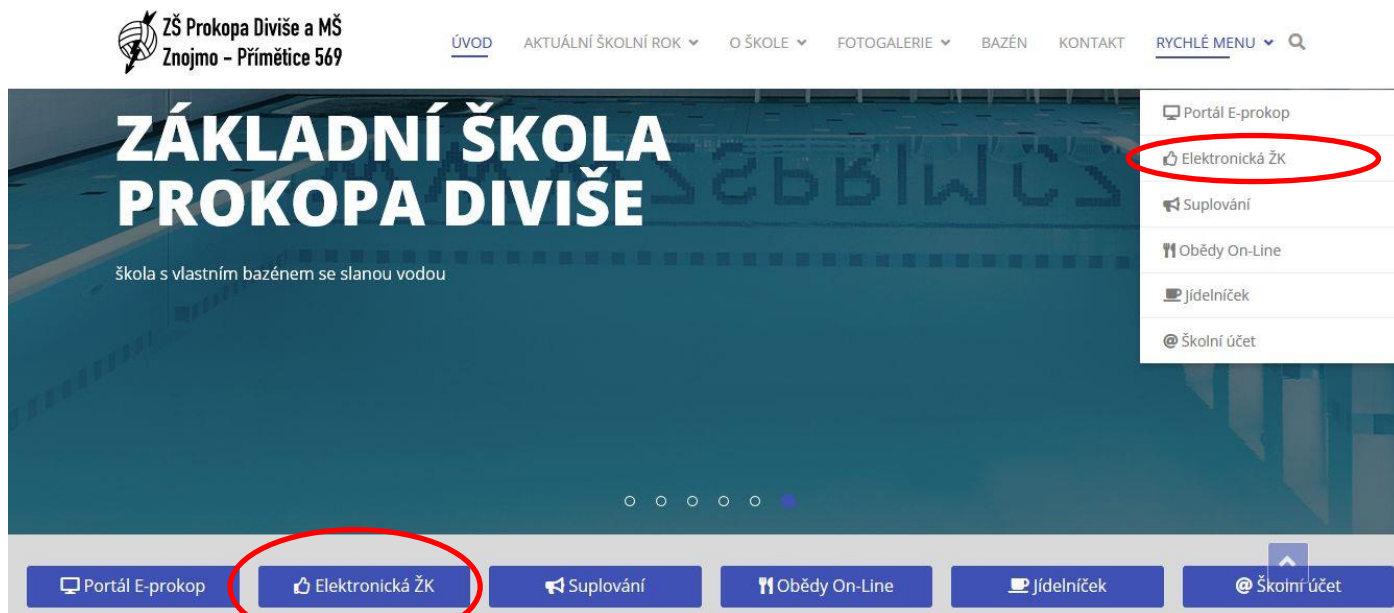 ZŠ Prokopa Diviše a MŠ
Znojmo – Přímětice 569
ÚVOD AKTUÁLNÍ ŠKOLNÍ ROK O ŠKOLE FOTOGALERIE BAZÉN KONTAKT RYCHLÉ MENU
Portál E-prokop
Elektronická ŽK
Suplování
Obědy On-Line
Jídelníček
@ Školní účet
ZÁKLADNÍ ŠKOLA
PROKOPA DIVIŠE
škola s vlastním bazénem se slanou vodou
Portál E-prokop Elektronická ŽK Suplování Obědy On-Line Jídelníček @ Školní účet